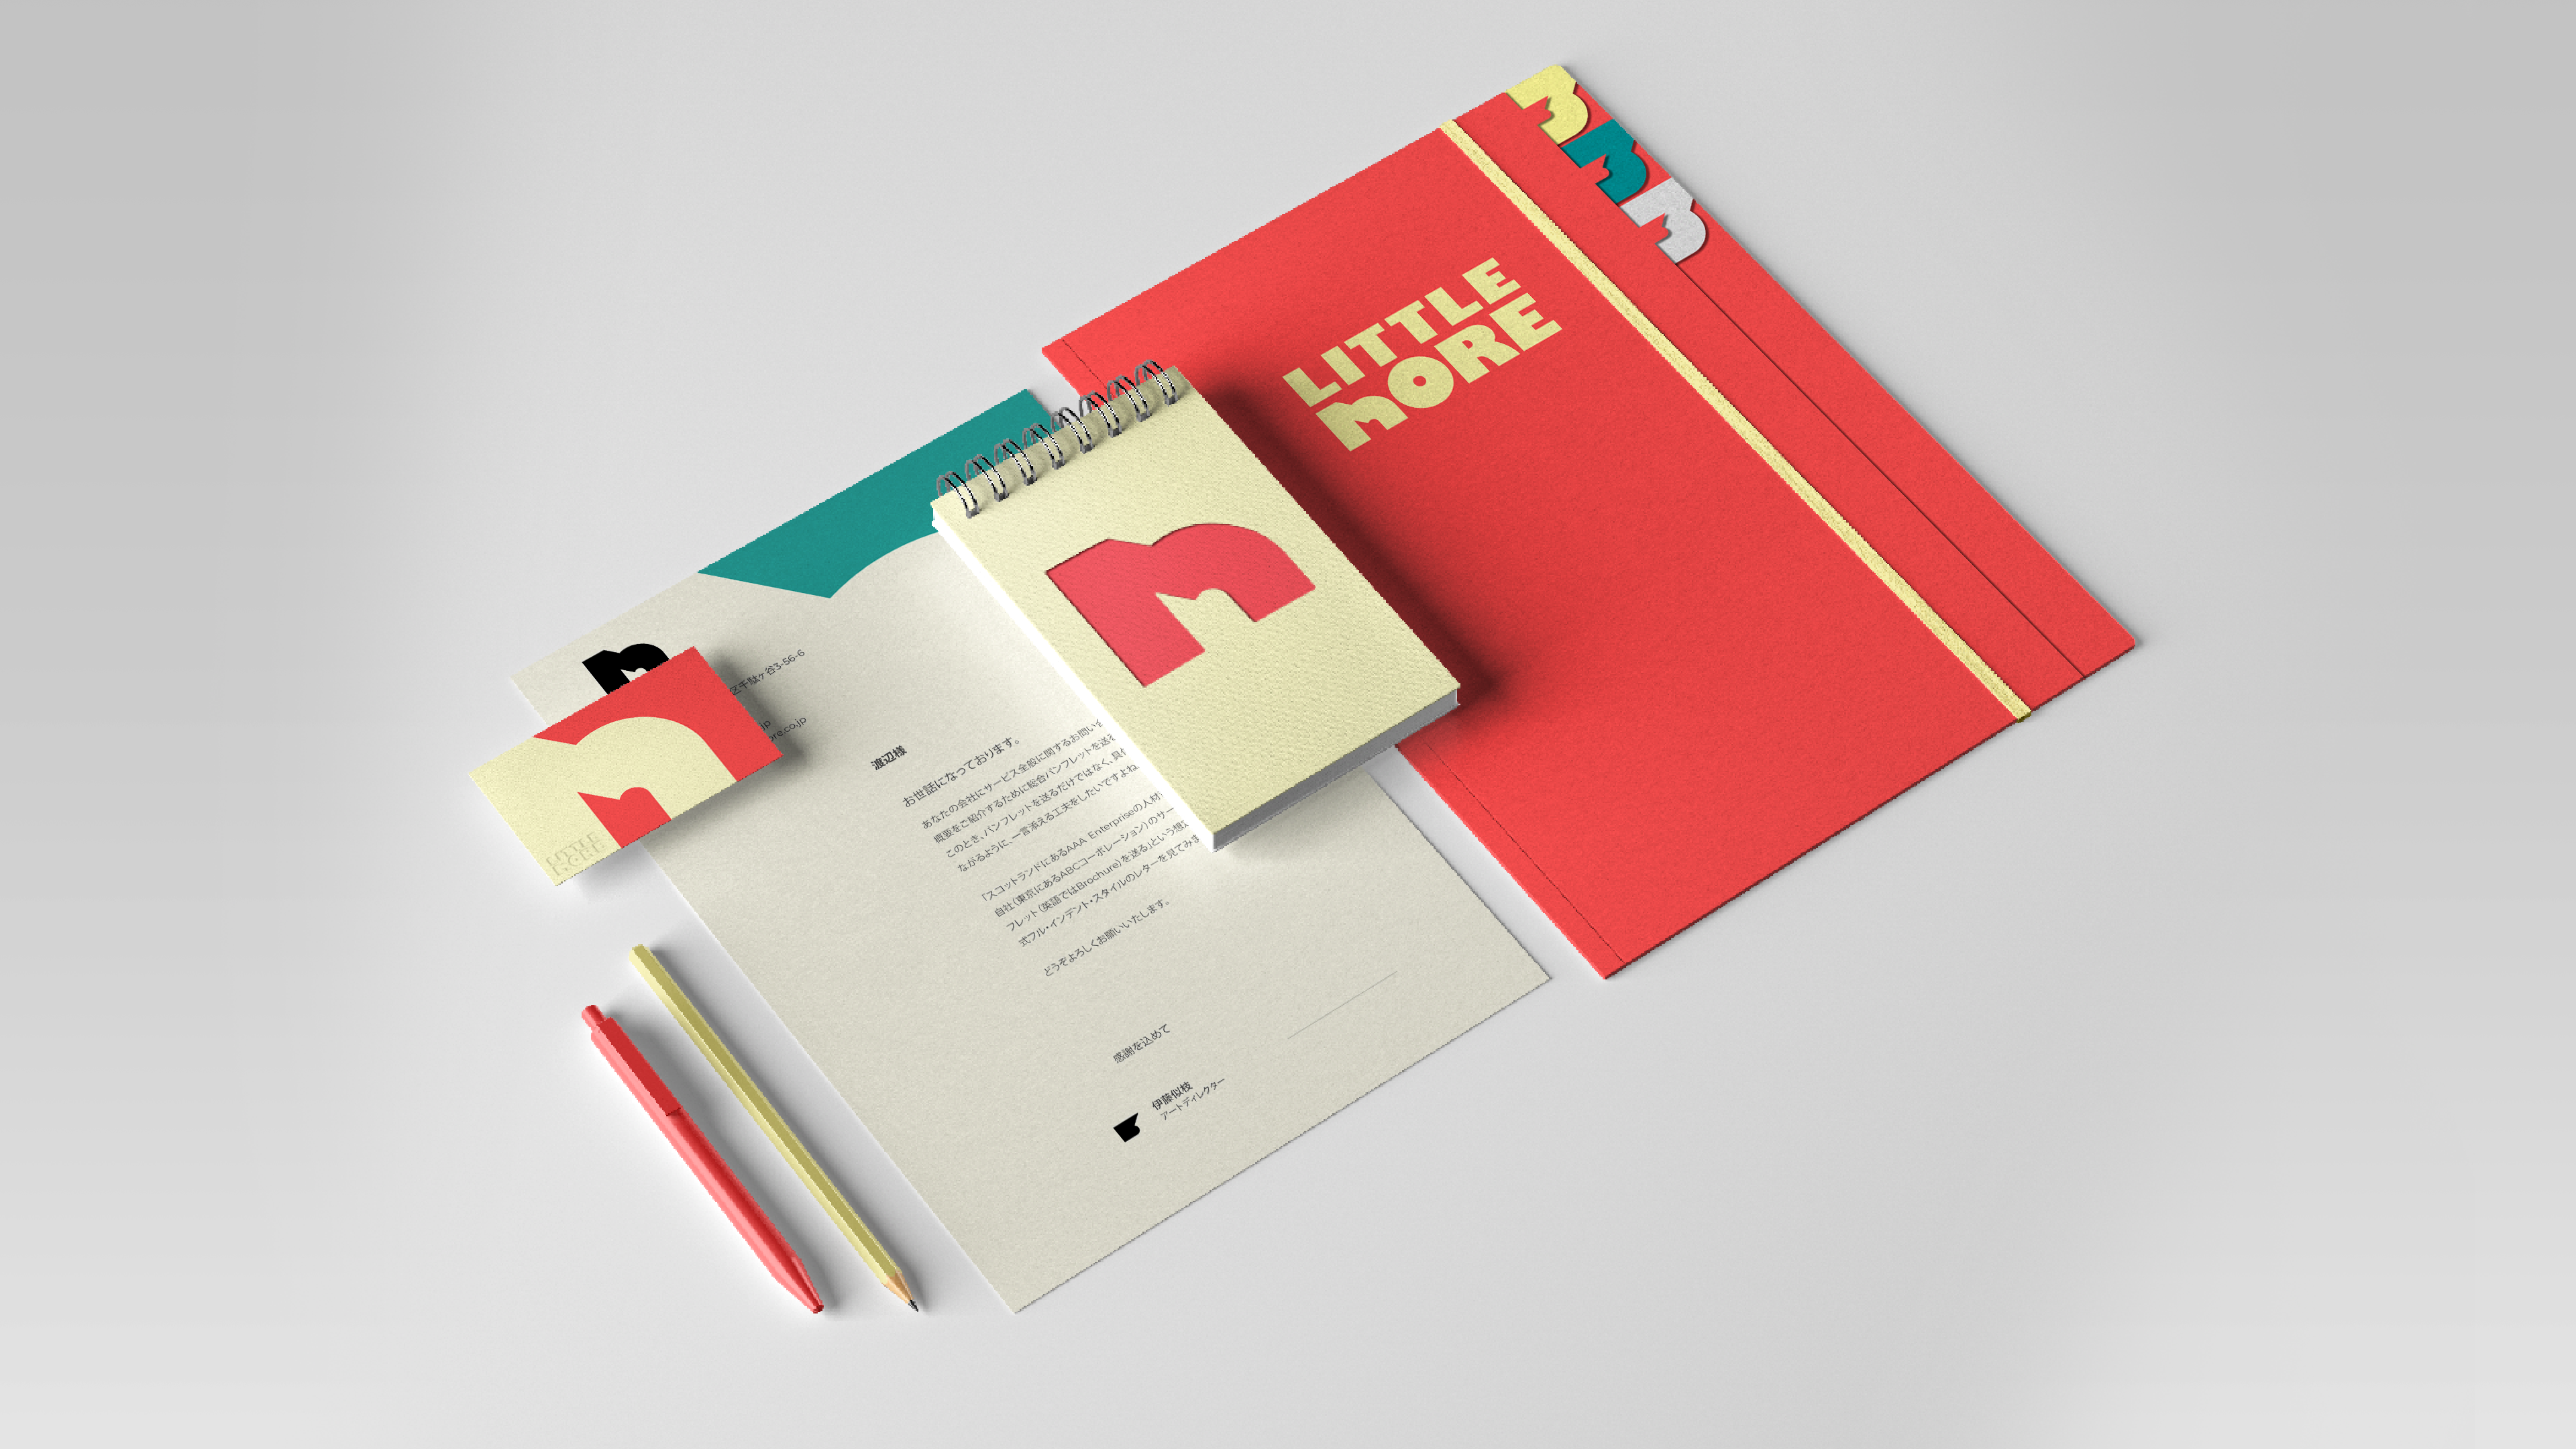 LITTLE
MORE
区千駄ヶ谷3-56-6
.jp
ore.co.jp
渡辺様
お世話になっております。
あなたの会社にサービス全般に関するお問い
概要をご紹介するために総合パンフレットを送
このとき、パンフレットを送るだけではなく、具
ながるように、一言添える工夫をしたいですよね
「スコットランドにあるAAA Enterpriseの人材
自社（東京にあるABCコーポレーション）のサー
フレット（英語ではBrochure）を送る」という想
式フル・インデント・スタイルのレターを見てみ
どうぞよろしくお願いいたします。
感謝を込めて
伊藤似枝
アートディレクター
LITTLE
MORE